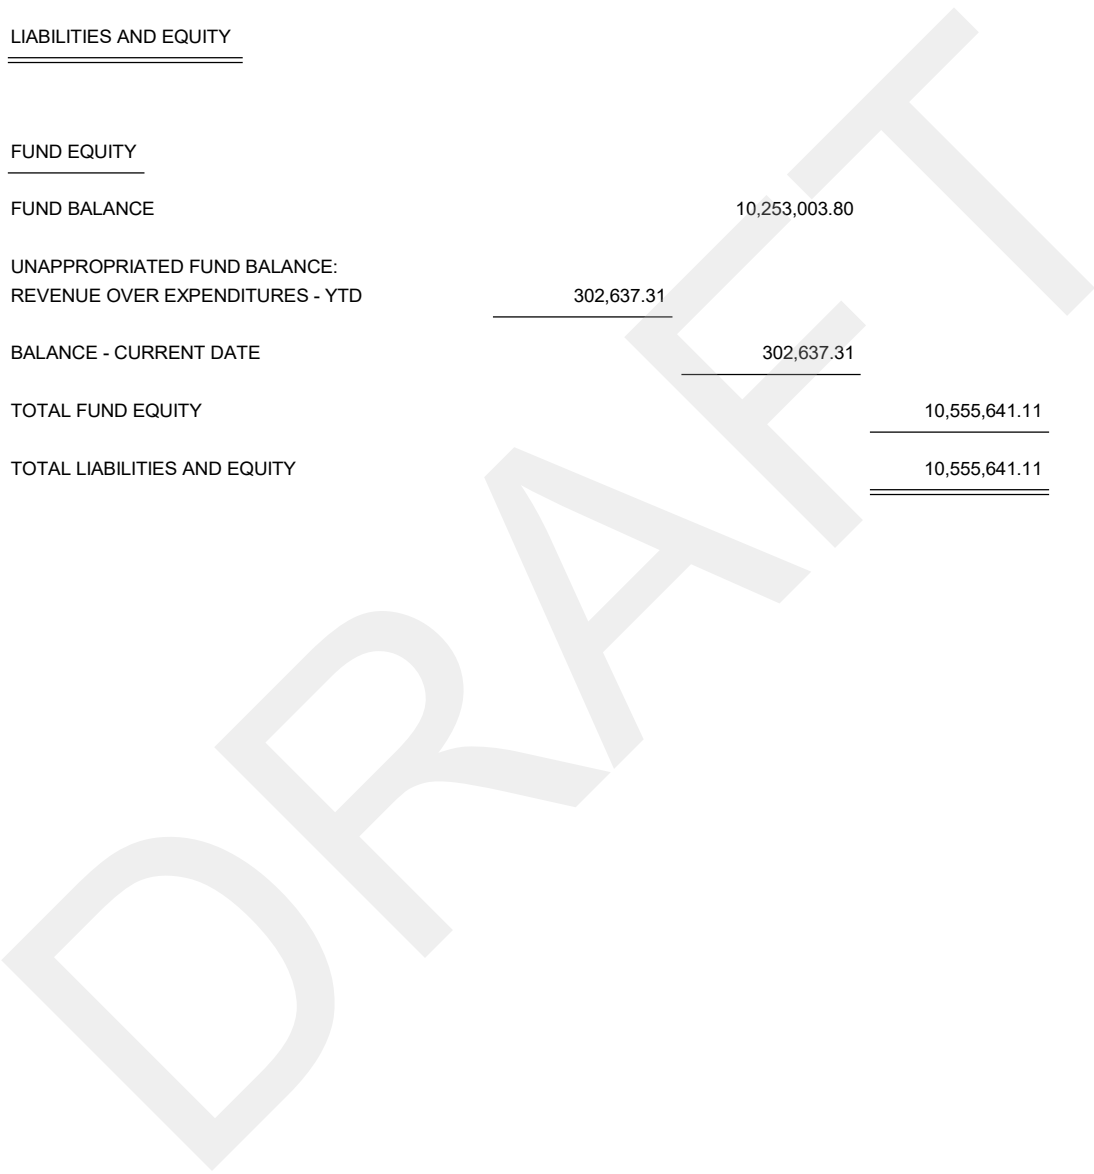 LIABILITIES AND EQUITY
FUND EQUITY
FUND BALANCE 10,253,003.80
UNAPPROPRIATED FUND BALANCE:
REVENUE OVER EXPENDITURES - YTD 302,637.31
BALANCE - CURRENT DATE 302,637.31
TOTAL FUND EQUITY 10,555,641.11
TOTAL LIABILITIES AND EQUITY 10,555,641.11
DRAFT